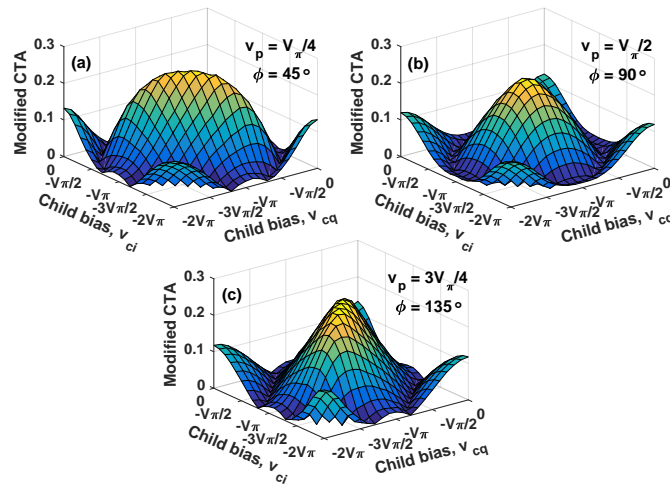 (a)
v_p = V_π/4
ϕ = 45°
Modified CTA
0.3
0.2
0.1
0
0
-Vπ/2
-Vπ
-3Vπ/2
-2Vπ
Child bias, v_ci
-2Vπ
-3Vπ/2
-Vπ
-Vπ/2
0
Child bias, v_cq
(b)
v_p = V_π/2
ϕ = 90°
Modified CTA
0.3
0.2
0.1
0
0
-Vπ/2
-Vπ
-3Vπ/2
-2Vπ
Child bias, v_ci
-2Vπ
-3Vπ/2
-Vπ
-Vπ/2
0
Child bias, v_cq
(c)
v_p = 3V_π/4
ϕ = 135°
Modified CTA
0.3
0.2
0.1
0
0
-Vπ/2
-Vπ
-3Vπ/2
-2Vπ
Child bias, v_ci
-2Vπ
-3Vπ/2
-Vπ
-Vπ/2
0
Child bias, v_cq